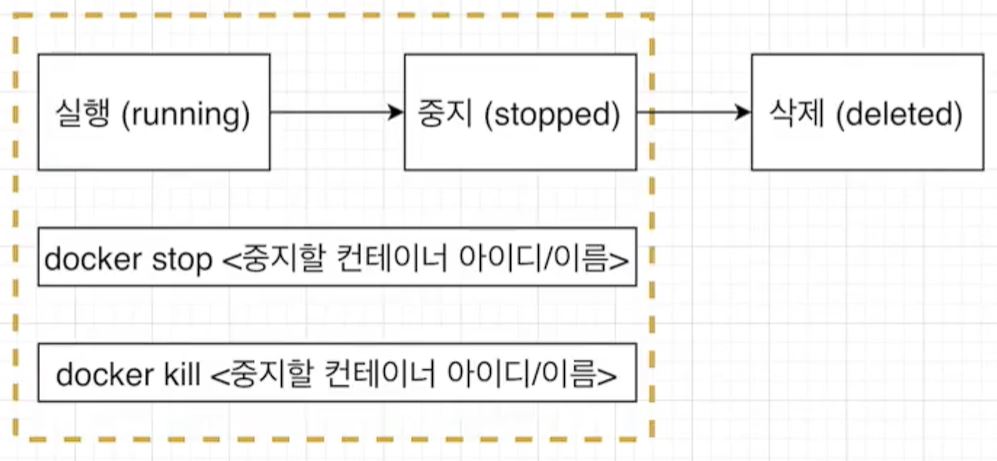 실행 (running)
중지 (stopped)
삭제 (deleted)
docker stop <중지할 컨테이너 아이디/이름>
docker kill <중지할 컨테이너 아이디/이름>